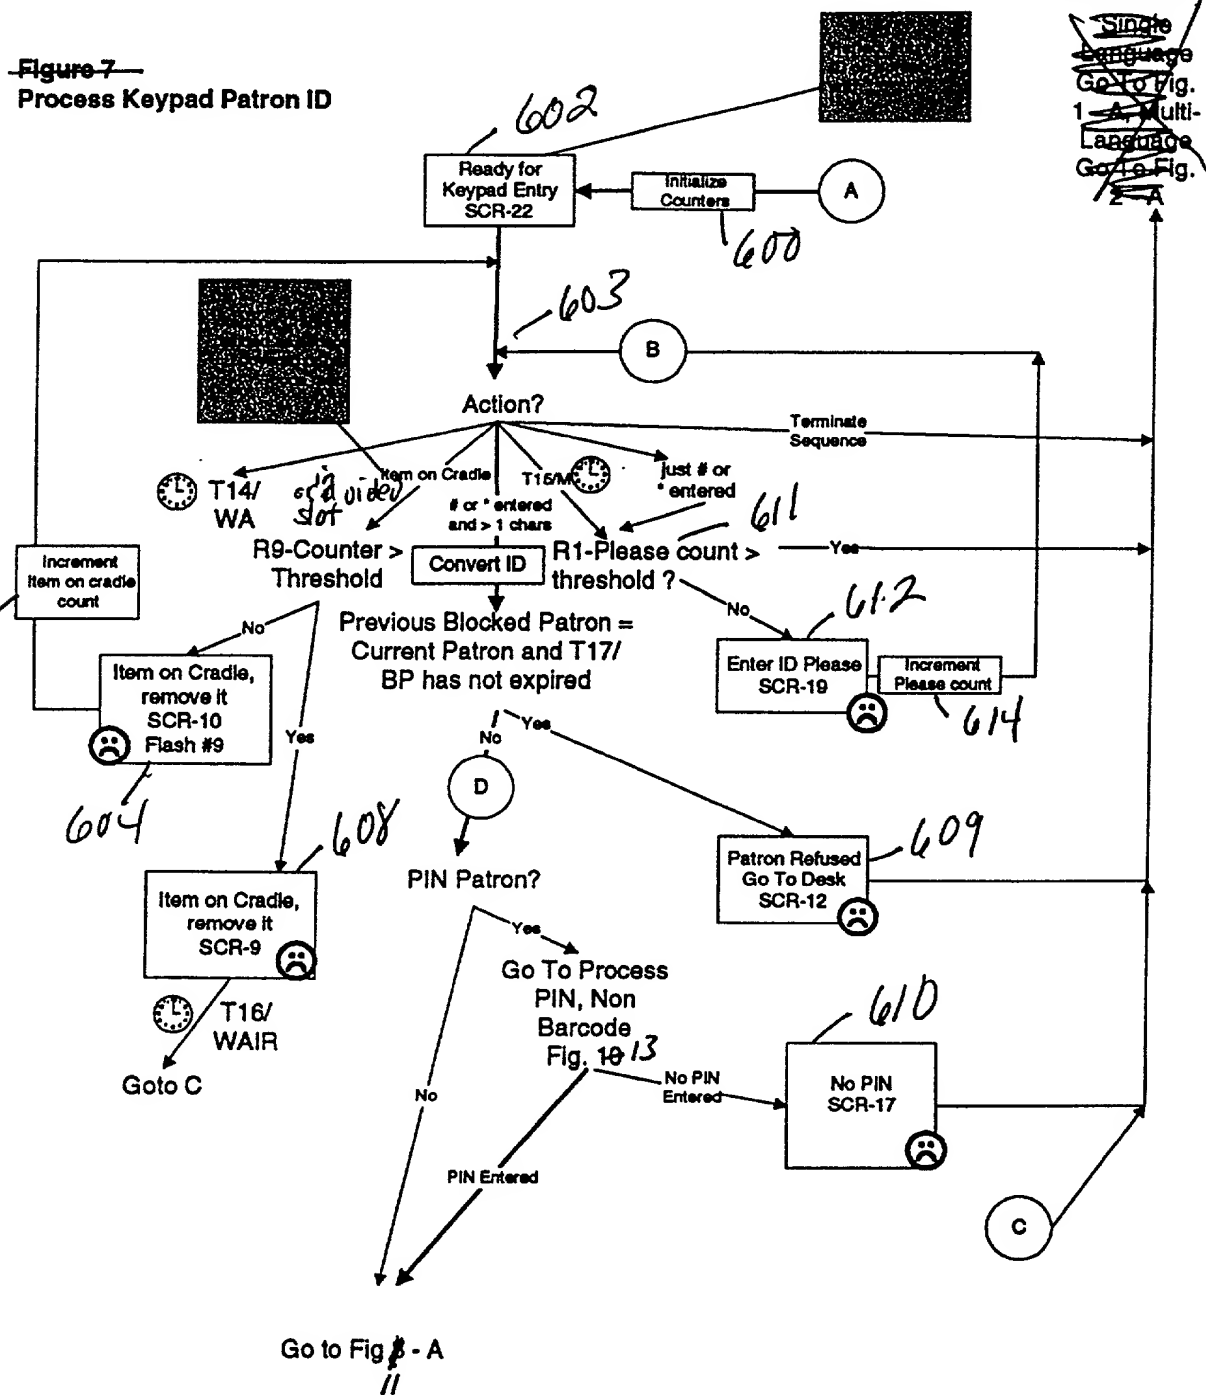 Figure 7
Process Keypad Patron ID
Single
Language
Go To Fig.
1 - A, Multi-
Language
Go To Fig.
2 - A
602
Ready for
Keypad Entry
SCR-22
Initialize
Counters
A
600
603
B
Action?
Terminate
Sequence
T14/
WA
slot
Item on Cradle
# or * entered
and > 1 chars
T15/M
just # or
* entered
611
R9-Counter >
Threshold
Convert ID
R1-Please count >
threshold ?
Yes
Increment
Item on cradle
count
No
Previous Blocked Patron =
Current Patron and T17/
BP has not expired
No
612
Item on Cradle,
remove it
SCR-10
Flash #9
Yes
Enter ID Please
SCR-19
Increment
Please count
614
No
Yes
D
604
608
609
Patron Refused
Go To Desk
SCR-12
PIN Patron?
Item on Cradle,
remove it
SCR-9
Yes
Go To Process
PIN, Non
Barcode
Fig. 10 13
T16/
WAIR
Goto C
610
No PIN
Entered
No PIN
SCR-17
No
PIN Entered
C
Go to Fig 8 - A
11